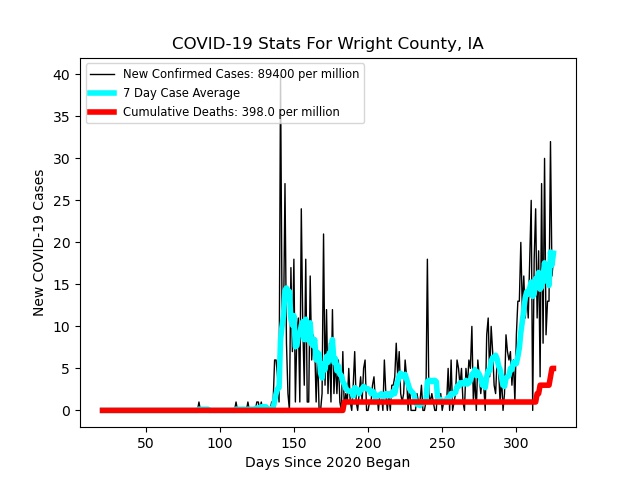 COVID-19 Stats For Wright County, IA
New Confirmed Cases: 89400 per million
7 Day Case Average
Cumulative Deaths: 398.0 per million
New COVID-19 Cases
40
35
30
25
20
15
10
5
0
50 100 150 200 250 300
Days Since 2020 Began